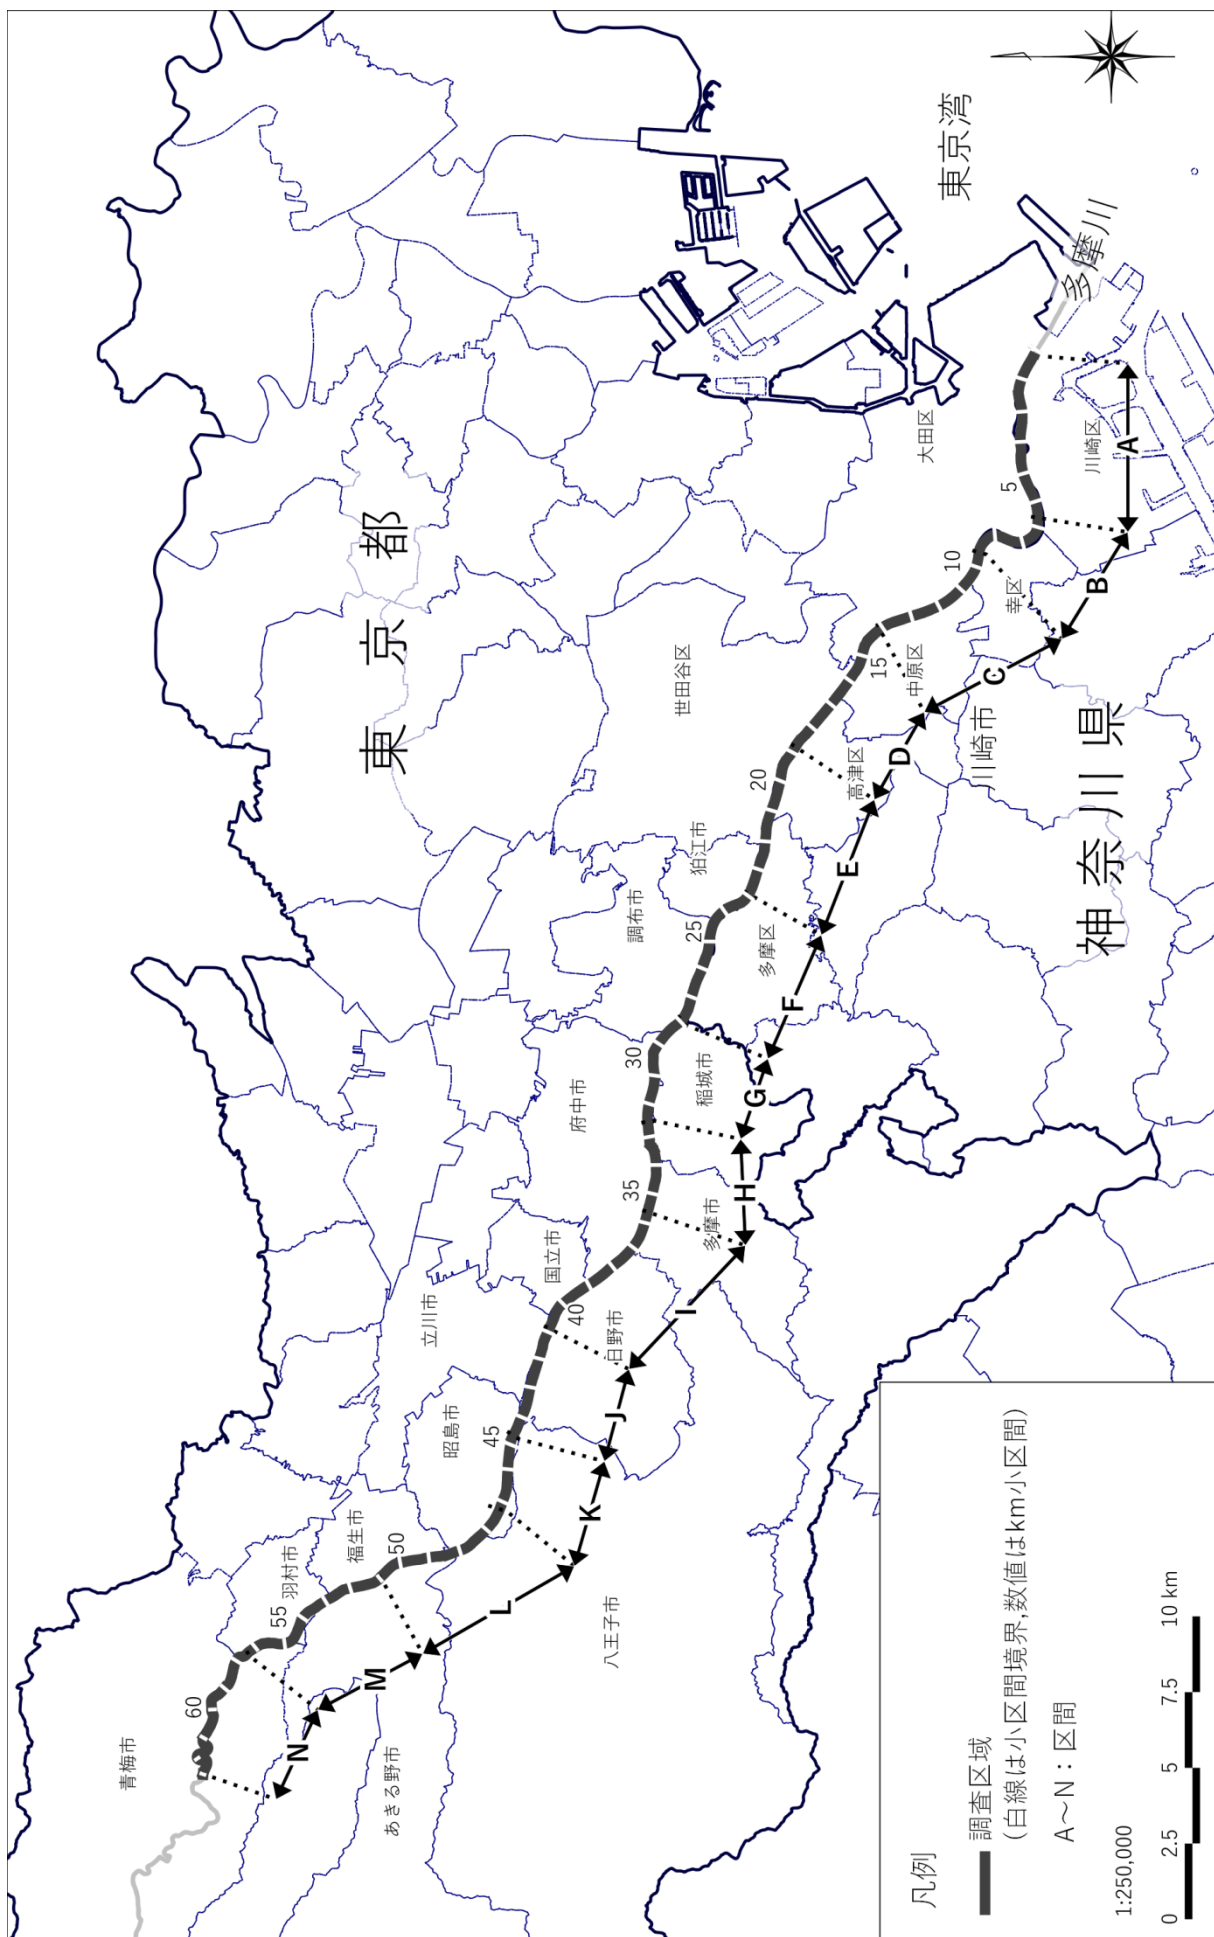 東京都
神奈川県
東京湾
多摩川
川崎市
大田区
世田谷区
狛江市
調布市
府中市
国立市
立川市
昭島市
福生市
羽村市
青梅市
川崎区
幸区
中原区
高津区
多摩区
稲城市
多摩市
日野市
八王子市
あきる野市
5
10
15
20
25
30
35
40
45
50
55
60
A
B
C
D
E
F
G
H
I
J
K
L
M
N
凡例
調査区域
(白線は小区間境界,数値はkm小区間)
A～N：区間
1:250,000
0 2.5 5 7.5 10 km